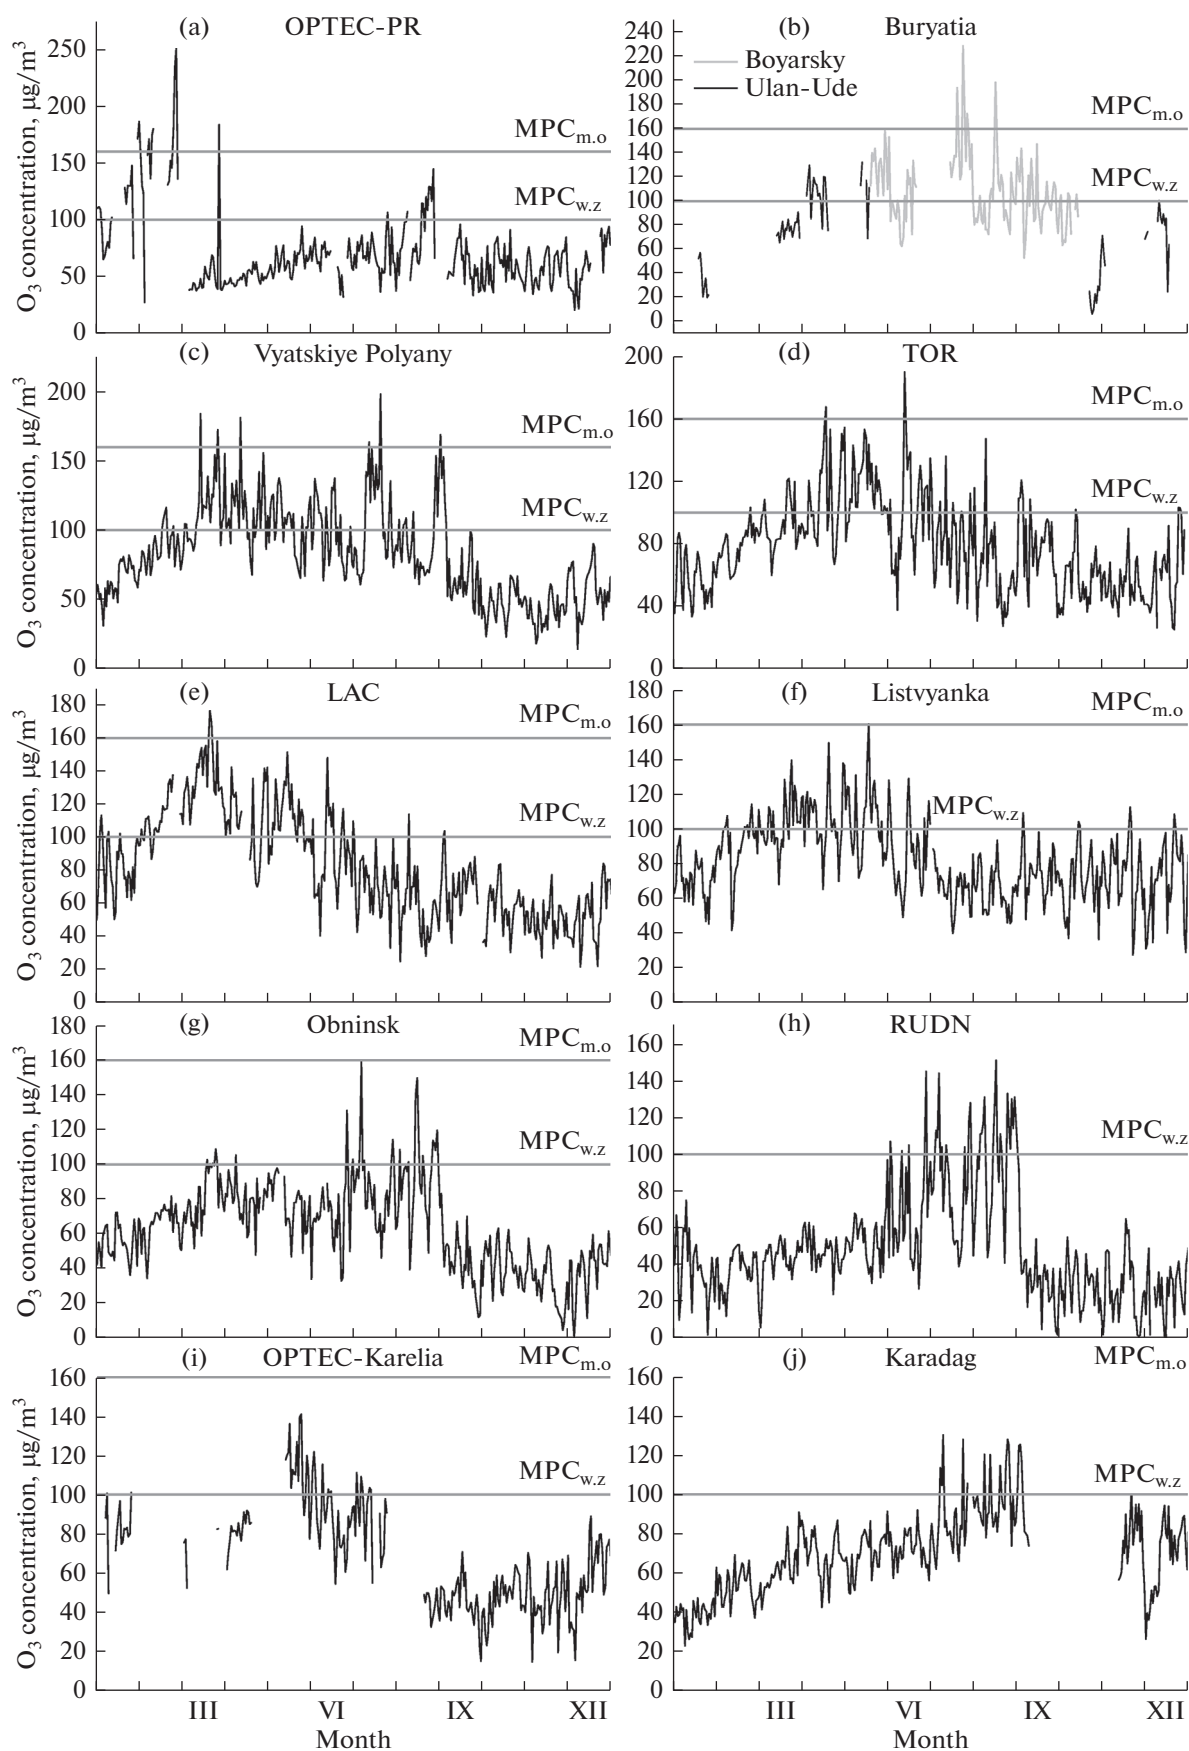 (a) OPTEC-PR
O3 concentration, μg/m3
250
200
150
100
50
0
MPCm.o
MPCw.z
(b) Buryatia
Boyarsky
Ulan-Ude
240
220
200
180
160
140
120
100
80
60
40
20
0
MPCm.o
MPCw.z
(c) Vyatskiye Polyany
O3 concentration, μg/m3
200
150
100
50
0
MPCm.o
MPCw.z
(d) TOR
200
160
120
80
40
0
MPCm.o
MPCw.z
(e) LAC
O3 concentration, μg/m3
180
160
140
120
100
80
60
40
20
0
MPCm.o
MPCw.z
(f) Listvyanka
180
160
140
120
100
80
60
40
20
0
MPCm.o
MPCw.z
(g) Obninsk
O3 concentration, μg/m3
180
160
140
120
100
80
60
40
20
0
MPCm.o
MPCw.z
(h) RUDN
160
140
120
100
80
60
40
20
0
MPCw.z
(i) OPTEC-Karelia
O3 concentration, μg/m3
160
140
120
100
80
60
40
20
0
MPCm.o
MPCw.z
III VI IX XII
Month
(j) Karadag
160
140
120
100
80
60
40
20
0
MPCm.o
MPCw.z
III VI IX XII
Month